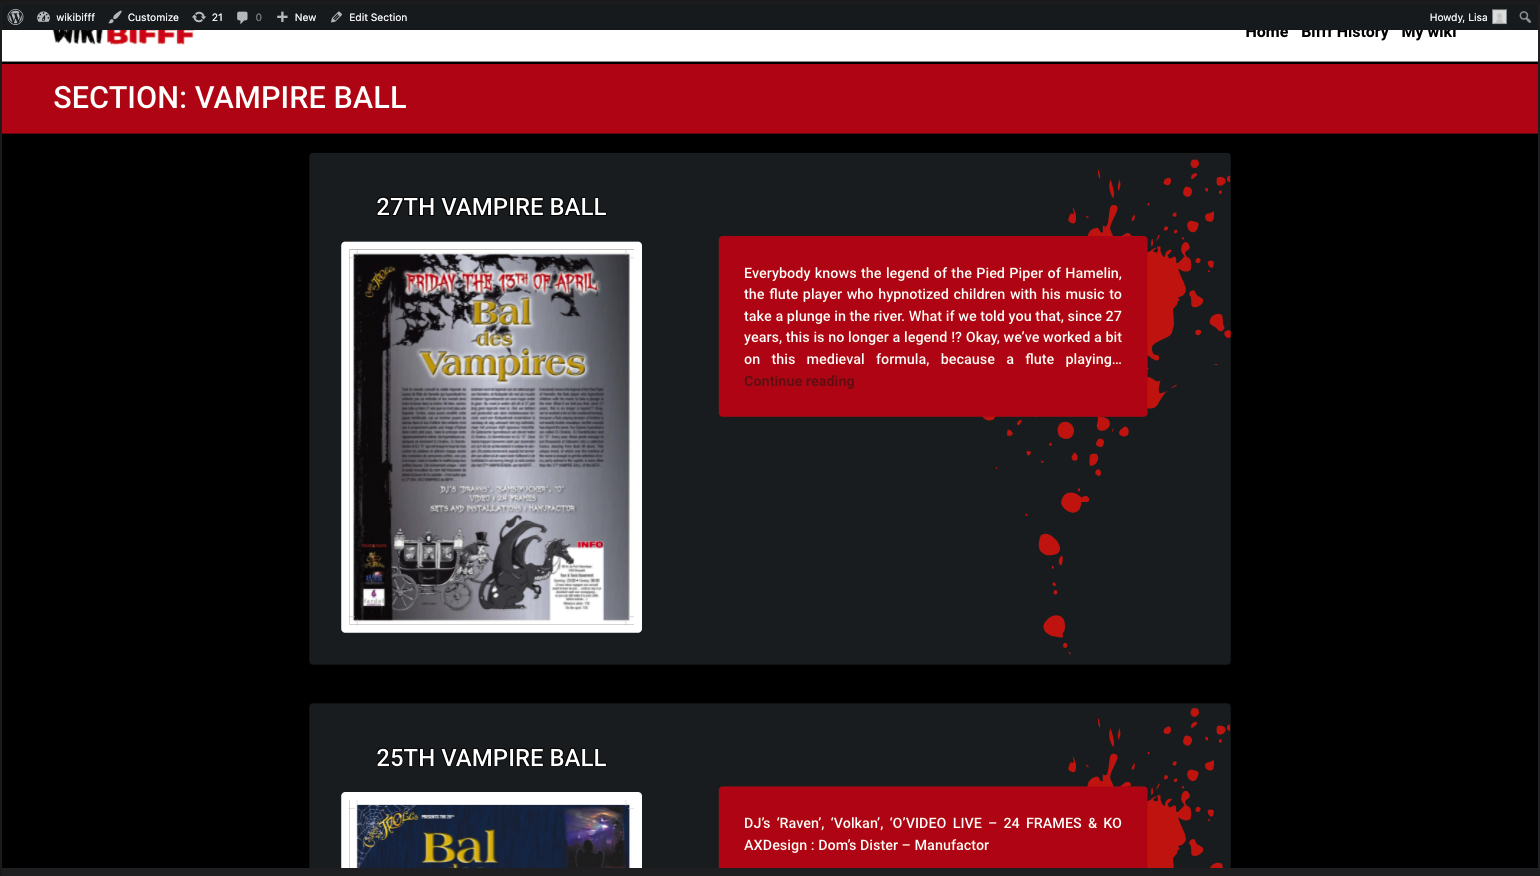 wikibifff
Customize
21
0
New
Edit Section
Howdy, Lisa
WIKIBIFFF
Home Bifff History My wiki
SECTION: VAMPIRE BALL
27TH VAMPIRE BALL
FRIDAY THE 13TH OF APRIL
Bal
des
Vampires
DJ'S
VIDEO : 24 FRAMES
SETS AND INSTALLATIONS : MANUFACTOR
INFO
Everybody knows the legend of the Pied Piper of Hamelin,
the flute player who hypnotized children with his music to
take a plunge in the river. What if we told you that, since 27
years, this is no longer a legend !? Okay, we've worked a bit
on this medieval formula, because a flute playing…
Continue reading
25TH VAMPIRE BALL
PRESENTS THE
Bal
DJ's ‘Raven’, ‘Volkan’, ‘O’VIDEO LIVE – 24 FRAMES & KO
AXDesign : Dom’s Dister – Manufactor